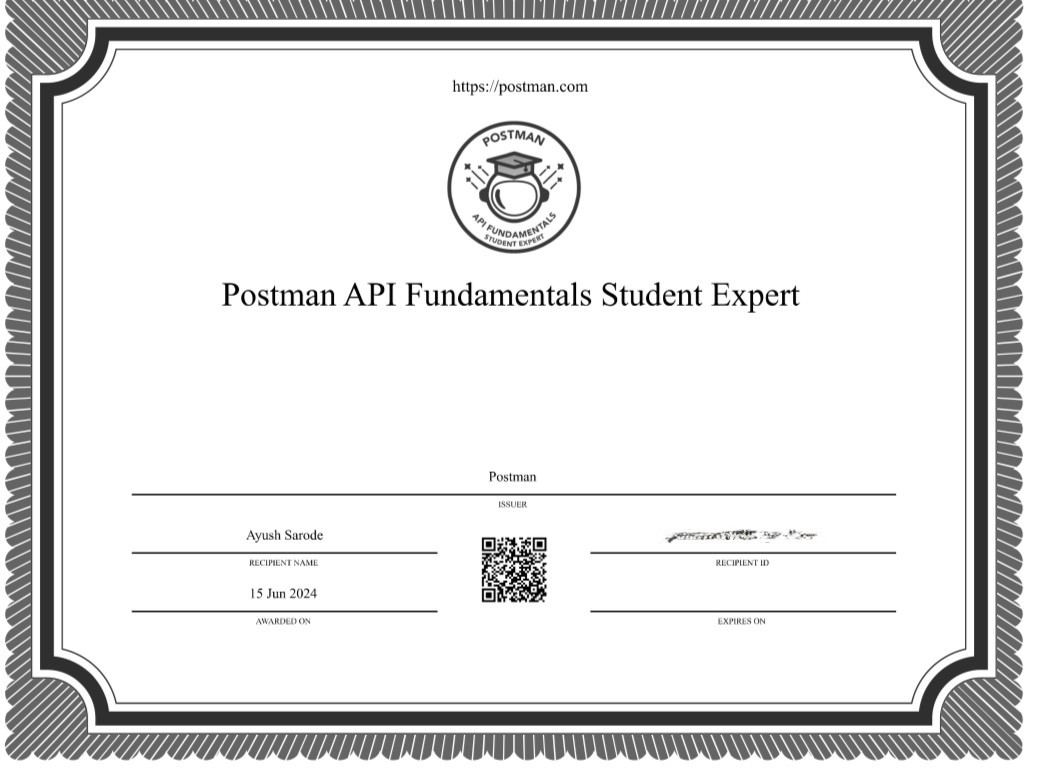 https://postman.com
POSTMAN
API FUNDAMENTALS
STUDENT EXPERT
Postman API Fundamentals Student Expert
Postman
ISSUER
Ayush Sarode
RECIPIENT NAME
RECIPIENT ID
15 Jun 2024
AWARDED ON
EXPIRES ON